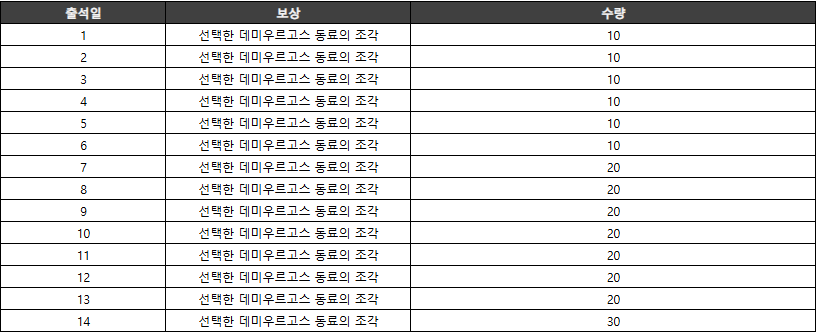 출석일 보상 수량
1 선택한 데미우르고스 동료의 조각 10
2 선택한 데미우르고스 동료의 조각 10
3 선택한 데미우르고스 동료의 조각 10
4 선택한 데미우르고스 동료의 조각 10
5 선택한 데미우르고스 동료의 조각 10
6 선택한 데미우르고스 동료의 조각 10
7 선택한 데미우르고스 동료의 조각 20
8 선택한 데미우르고스 동료의 조각 20
9 선택한 데미우르고스 동료의 조각 20
10 선택한 데미우르고스 동료의 조각 20
11 선택한 데미우르고스 동료의 조각 20
12 선택한 데미우르고스 동료의 조각 20
13 선택한 데미우르고스 동료의 조각 20
14 선택한 데미우르고스 동료의 조각 30